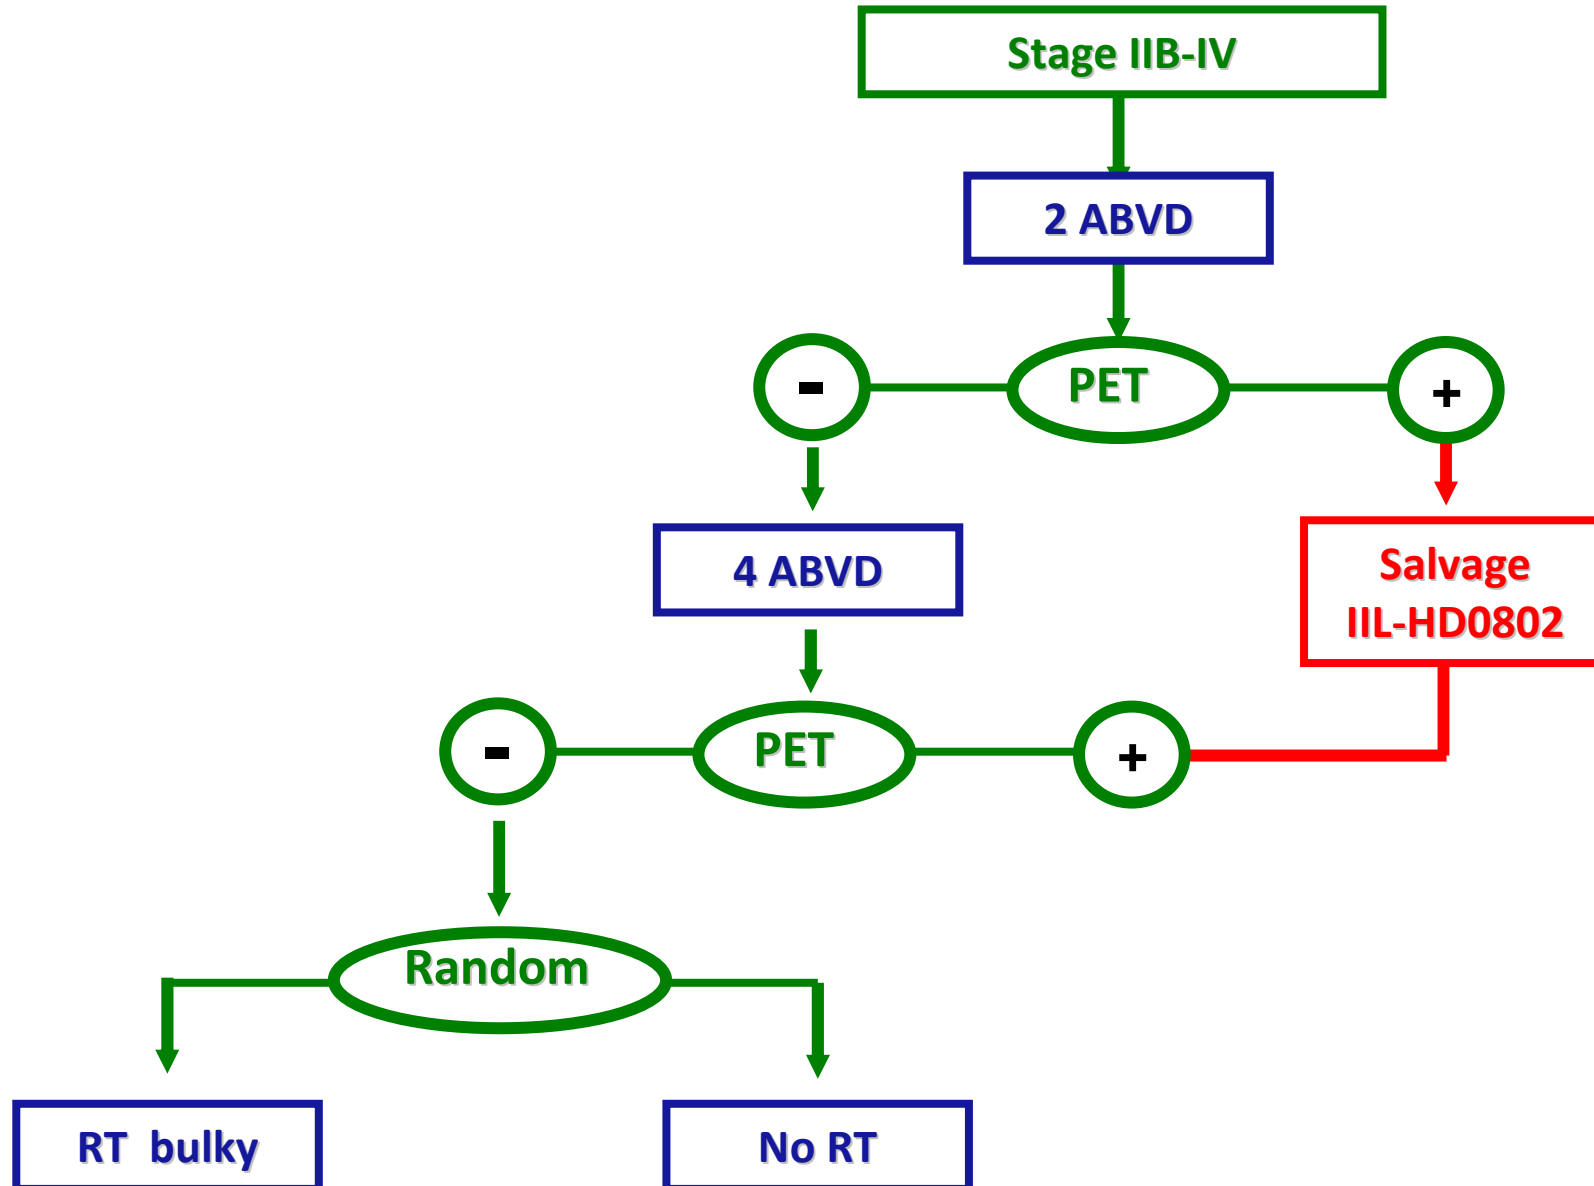 Stage IIB-IV
2 ABVD
-
PET
+
4 ABVD
Salvage
IIL-HD0802
-
PET
+
Random
RT bulky
No RT